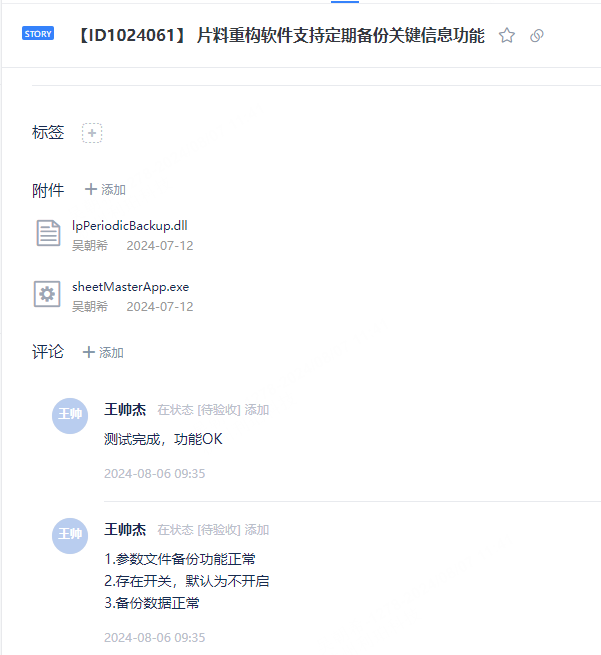 STORY 【ID1024061】 片料重构软件支持定期备份关键信息功能
标签
附件 添加
lpPeriodicBackup.dll
吴朝希 2024-07-12
sheetMasterApp.exe
吴朝希 2024-07-12
评论 添加
王帅 王帅杰 在状态 [待验收] 添加
测试完成，功能OK
2024-08-06 09:35
王帅 王帅杰 在状态 [待验收] 添加
1.参数文件备份功能正常
2.存在开关，默认为不开启
3.备份数据正常
2024-08-06 09:35